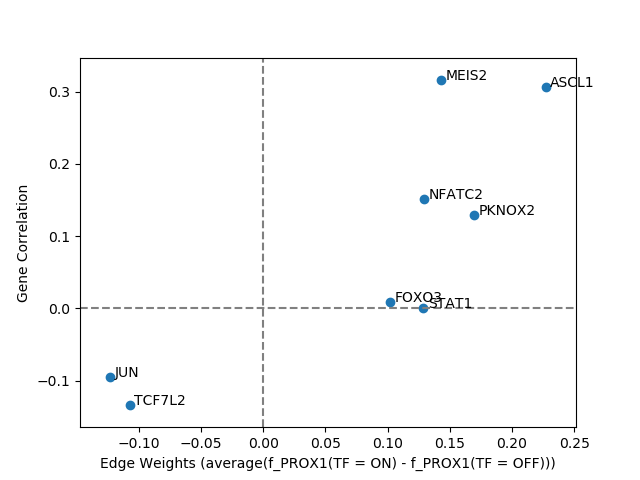 MEIS2
ASCL1
NFATC2
PKNOX2
FOXO3
STAT1
JUN
TCF7L2
0.3
0.2
0.1
0.0
−0.1
Gene Correlation
−0.10 −0.05 0.00 0.05 0.10 0.15 0.20 0.25
Edge Weights (average(f_PROX1(TF = ON) - f_PROX1(TF = OFF)))